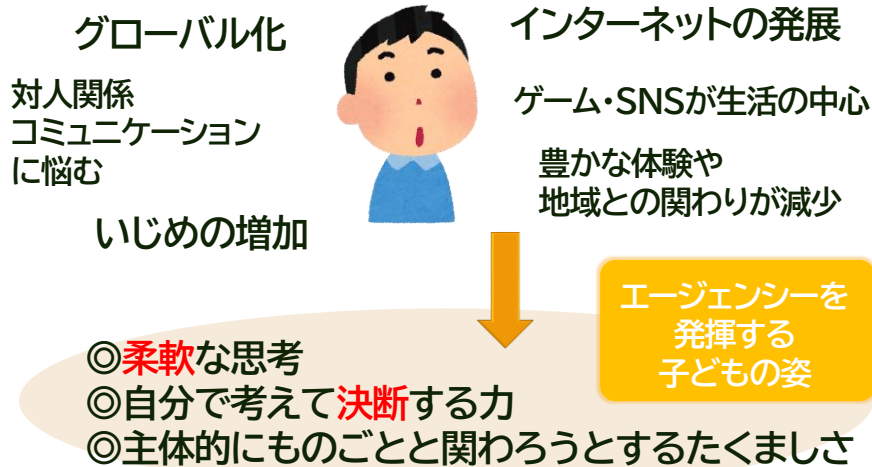 グローバル化
対人関係
コミュニケーション
に悩む
いじめの増加
インターネットの発展
ゲーム・SNSが生活の中心
豊かな体験や
地域との関わりが減少
エージェンシーを
発揮する
子どもの姿
◎柔軟な思考
◎自分で考えて決断する力
◎主体的にものごとと関わろうとするたくましさ